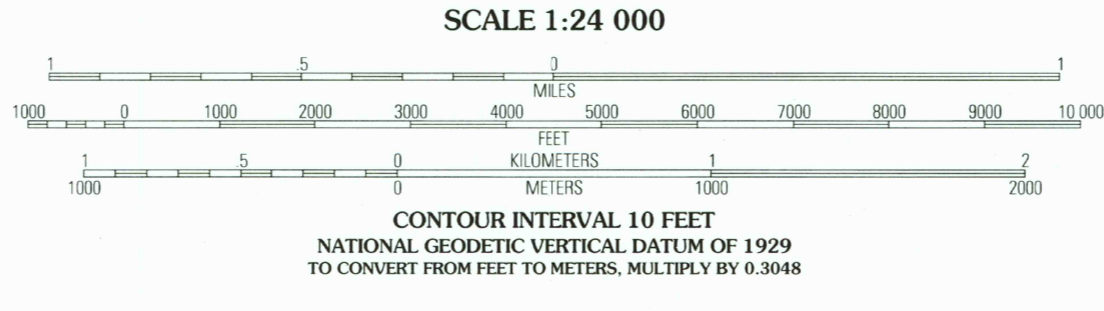 SCALE 1:24 000
1 .5 0 1
MILES
1000 0 1000 2000 3000 4000 5000 6000 7000 8000 9000 10 000
FEET
1 .5 0 KILOMETERS 1 2
1000 0 METERS 1000 2000
CONTOUR INTERVAL 10 FEET
NATIONAL GEODETIC VERTICAL DATUM OF 1929
TO CONVERT FROM FEET TO METERS, MULTIPLY BY 0.3048